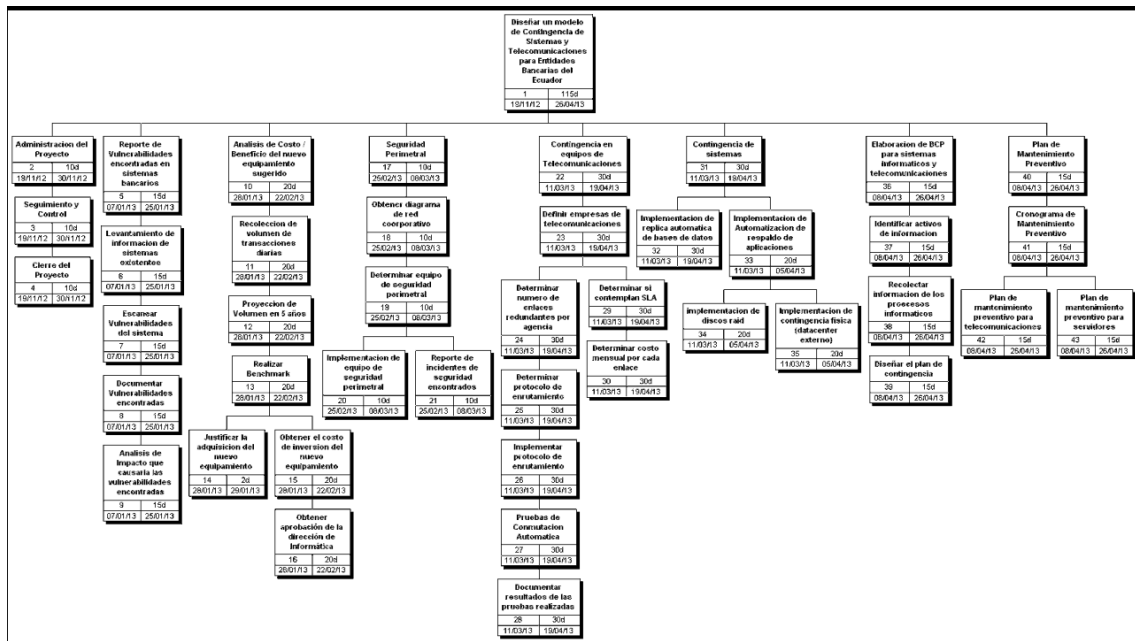 Diseñar un modelo
de Contingencia de
Sistemas y
Telecomunicaciones
para Entidades
Bancarias del
Ecuador
1 115d
19/11/12 26/04/13
Administracion del
Proyecto
2 10d
19/11/12 30/11/12
Seguimiento y
Control
3 10d
19/11/12 30/11/12
Cierre del
Proyecto
4 10d
19/11/12 30/11/12
Reporte de
Vulnerabilidades
encontradas en
sistemas
bancarios
5 15d
07/01/13 25/01/13
Levantamiento de
informacion de
sistemas
existentes
6 15d
07/01/13 25/01/13
Escanear
Vulnerabilidades
del sistema
7 15d
07/01/13 25/01/13
Documentar
Vulnerabilidades
encontradas
8 15d
07/01/13 25/01/13
Analisis de
Impacto que
causaria las
vulnerabilidades
encontradas
9 15d
07/01/13 25/01/13
Analisis de Costo /
Beneficio del nuevo
equipamiento
sugerido
10 20d
28/01/13 22/02/13
Recoleccion de
volumen de
transacciones
diarias
11 20d
28/01/13 22/02/13
Proyeccion de
Volumen en 5 años
12 20d
28/01/13 22/02/13
Realizar
Benchmark
13 20d
28/01/13 22/02/13
Justificar la
adquisicion del
nuevo
equipamiento
14 2d
28/01/13 29/01/13
Obtener el costo
de inversion del
nuevo
equipamiento
15 20d
28/01/13 22/02/13
Obtener
aprobación de la
dirección de
Informática
16 20d
28/01/13 22/02/13
Seguridad
Perimetral
17 10d
25/02/13 08/03/13
Obtener diagrama
de red
coorporativo
18 10d
25/02/13 08/03/13
Determinar equipo
de seguridad
perimetral
19 10d
25/02/13 08/03/13
Implementacion de
equipo de
seguridad
perimetral
20 10d
25/02/13 08/03/13
Reporte de
incidentes de
seguridad
encontrados
21 10d
25/02/13 08/03/13
Contingencia en
equipos de
Telecomunicaciones
22 30d
11/03/13 19/04/13
Definir empresas de
telecomunicaciones
23 30d
11/03/13 19/04/13
Determinar
numero de
enlaces
redundantes por
agencia
24 30d
11/03/13 19/04/13
Determinar
protocolo de
enrutamiento
25 30d
11/03/13 19/04/13
Implementar
protocolo de
enrutamiento
26 30d
11/03/13 19/04/13
Pruebas de
Conmutacion
Automatica
27 30d
11/03/13 19/04/13
Documentar
resultados de las
pruebas realizadas
28 30d
11/03/13 19/04/13
Determinar si
contemplan SLA
29 30d
11/03/13 19/04/13
Determinar costo
mensual por cada
enlace
30 30d
11/03/13 19/04/13
Contingencia de
sistemas
31 30d
11/03/13 19/04/13
Implementacion de
replica automatica
de bases de datos
32 30d
11/03/13 19/04/13
Implementacion de
Automatizacion de
respaldo de
aplicaciones
33 20d
11/03/13 05/04/13
implementacion de
discos raid
34 20d
11/03/13 05/04/13
Implementacion de
contingencia fisica
(datacenter
externo)
35 20d
11/03/13 05/04/13
Elaboracion de BCP
para sistemas
informaticos y
telecomunicaciones
36 15d
08/04/13 26/04/13
Identificar activos
de informacion
37 15d
08/04/13 26/04/13
Recolectar
informacion de los
prosecos
informaticos
38 15d
08/04/13 26/04/13
Diseñar el plan de
contingencia
39 15d
08/04/13 26/04/13
Plan de
Mantenimiento
Preventivo
40 15d
08/04/13 26/04/13
Cronograma de
Mantenimiento
Preventivo
41 15d
08/04/13 26/04/13
Plan de
mantenimiento
preventivo para
telecomunicaciones
42 15d
08/04/13 26/04/13
Plan de
mantenimiento
preventivo para
servidores
43 15d
08/04/13 26/04/13